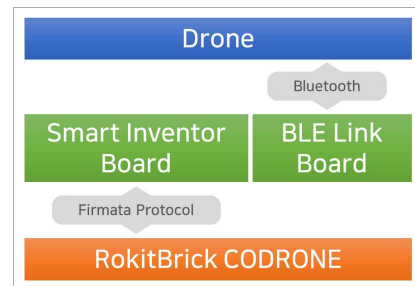 Drone
Bluetooth
Smart Inventor
Board
BLE Link
Board
Firmata Protocol
RokitBrick CODRONE